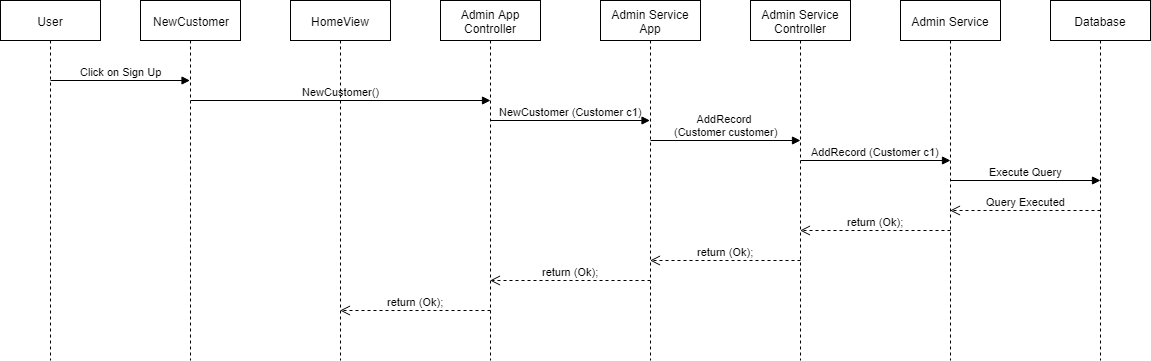 User
NewCustomer
HomeView
Admin App
Controller
Admin Service
App
Admin Service
Controller
Admin Service
Database
Click on Sign Up
NewCustomer()
NewCustomer (Customer c1)
AddRecord
(Customer customer)
AddRecord (Customer c1)
Execute Query
Query Executed
return (Ok);
return (Ok);
return (Ok);
return (Ok);